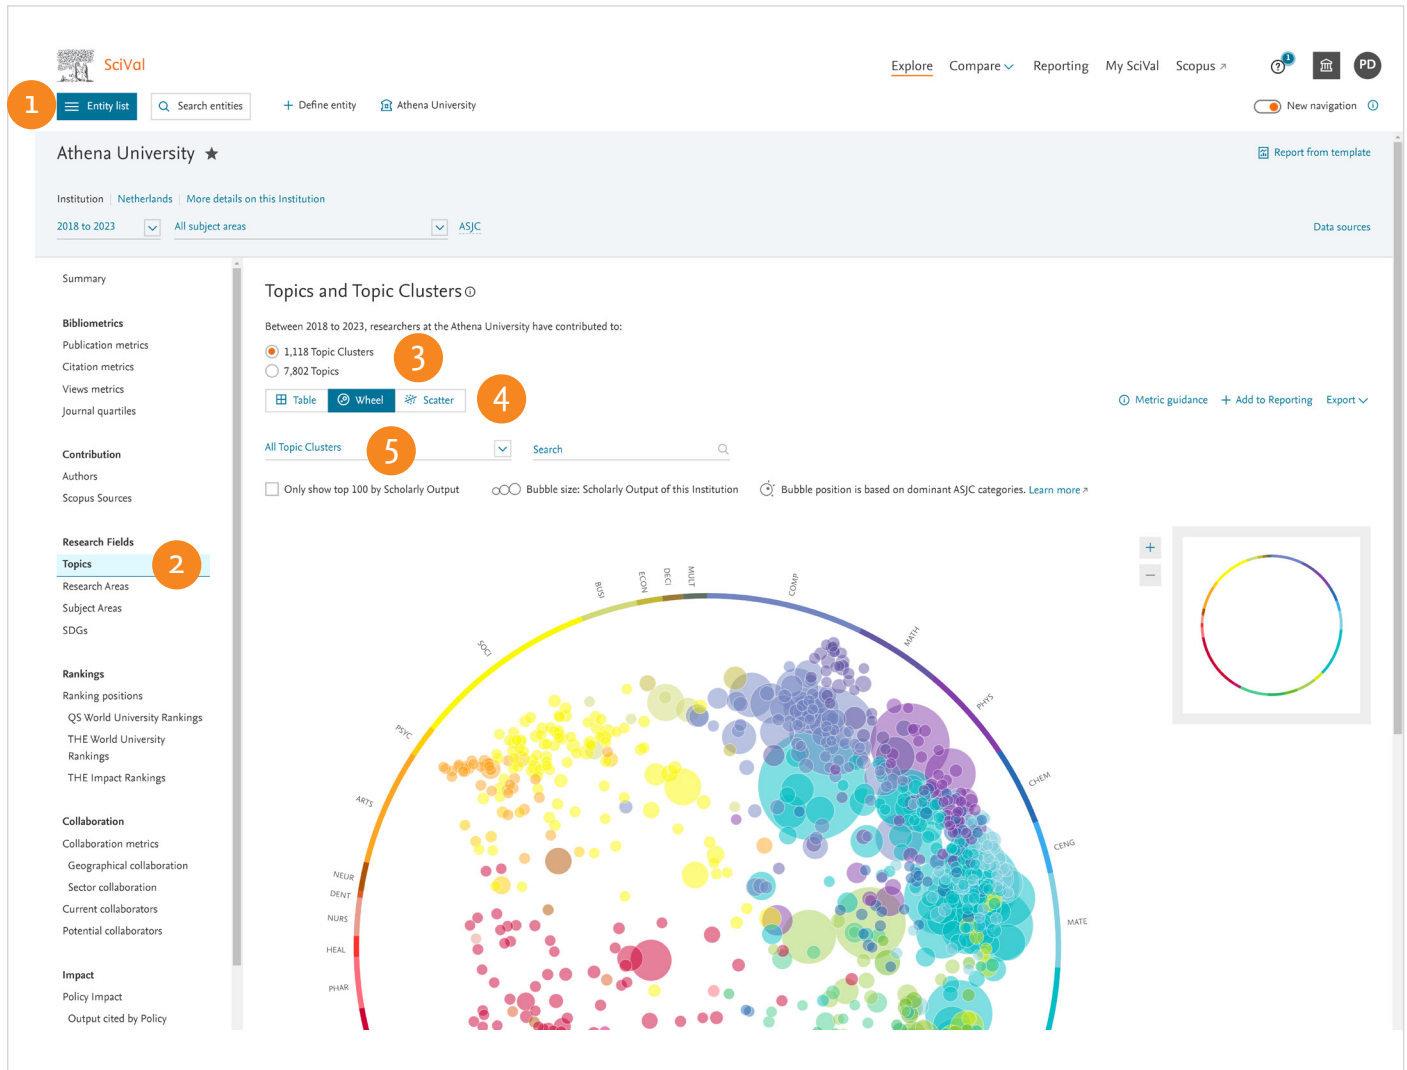 SciVal
Explore Compare Reporting My SciVal Scopus 1 PD
1 Entity list Search entities + Define entity Athena University New navigation
Athena University
Report from template
Institution | Netherlands | More details on this Institution
2018 to 2023 All subject areas ASJC Data sources
Summary
Bibliometrics
Publication metrics
Citation metrics
Views metrics
Journal quartiles
Contribution
Authors
Scopus Sources
Research Fields
Topics 2
Research Areas
Subject Areas
SDGs
Rankings
Ranking positions
QS World University Rankings
THE World University
Rankings
THE Impact Rankings
Collaboration
Collaboration metrics
Geographical collaboration
Sector collaboration
Current collaborators
Potential collaborators
Impact
Policy Impact
Output cited by Policy
Topics and Topic Clusters
Between 2018 to 2023, researchers at the Athena University have contributed to:
1,118 Topic Clusters
3
7,802 Topics
Table Wheel Scatter 4
Metric guidance + Add to Reporting Export
All Topic Clusters 5 Search
Only show top 100 by Scholarly Output Bubble size: Scholarly Output of this Institution Bubble position is based on dominant ASJC categories. Learn more
+
−
MULT
DECI
ECON
BUSI
SOCI
PSYC
ARTS
NEUR
DENT
NURS
HEAL
PHAR
COMP
MATH
PHYS
CHEM
CENG
MATE